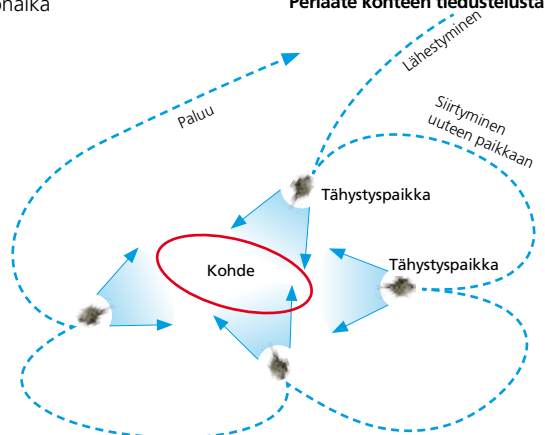 Periaate kohteen tiedustelusta
Lähestyminen
Paluu
Siirtyminen
uuteen paikkaan
Tähystyspaikka
Kohde
Tähystyspaikka